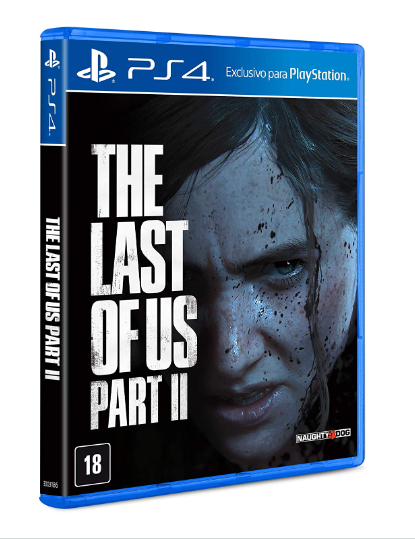 PS4
Exclusivo para PlayStation
THE
LAST
OF US
PART II
18
NAUGHTY DOG
PS4
THE LAST OF US PART II